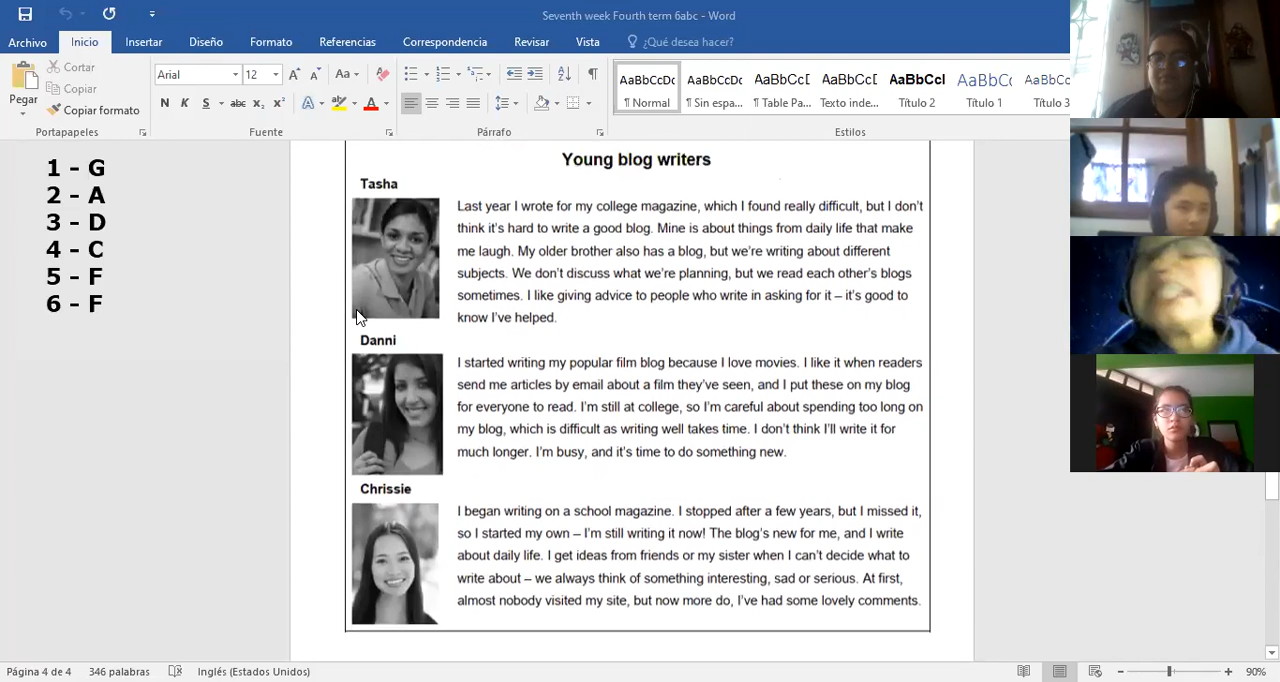 Seventh week Fourth term 6abc - Word
Archivo Inicio Insertar Diseño Formato Referencias Correspondencia Revisar Vista ¿Qué desea hacer?
Pegar
Cortar
Copiar
Copiar formato
Portapapeles
Arial 12
N K S abc x₂ x²
Fuente
Párrafo
AaBbCcDc AaBbCcDc AaBbCcD AaBbCcD AaBbCcI AaBbC AaBbCc
¶ Normal ¶ Sin espa... ¶ Table Pa... Texto inde... Título 2 Título 1 Título 3
Estilos
1 - G
2 - A
3 - D
4 - C
5 - F
6 - F
Young blog writers
Tasha
Last year I wrote for my college magazine, which I found really difficult, but I don't
think it's hard to write a good blog. Mine is about things from daily life that make
me laugh. My older brother also has a blog, but we're writing about different
subjects. We don't discuss what we're planning, but we read each other's blogs
sometimes. I like giving advice to people who write in asking for it – it's good to
know I've helped.
Danni
I started writing my popular film blog because I love movies. I like it when readers
send me articles by email about a film they've seen, and I put these on my blog
for everyone to read. I'm still at college, so I'm careful about spending too long on
my blog, which is difficult as writing well takes time. I don't think I'll write it for
much longer. I'm busy, and it's time to do something new.
Chrissie
I began writing on a school magazine. I stopped after a few years, but I missed it,
so I started my own – I'm still writing it now! The blog's new for me, and I write
about daily life. I get ideas from friends or my sister when I can't decide what to
write about – we always think of something interesting, sad or serious. At first,
almost nobody visited my site, but now more do, I've had some lovely comments.
Página 4 de 4 346 palabras Inglés (Estados Unidos) 90%